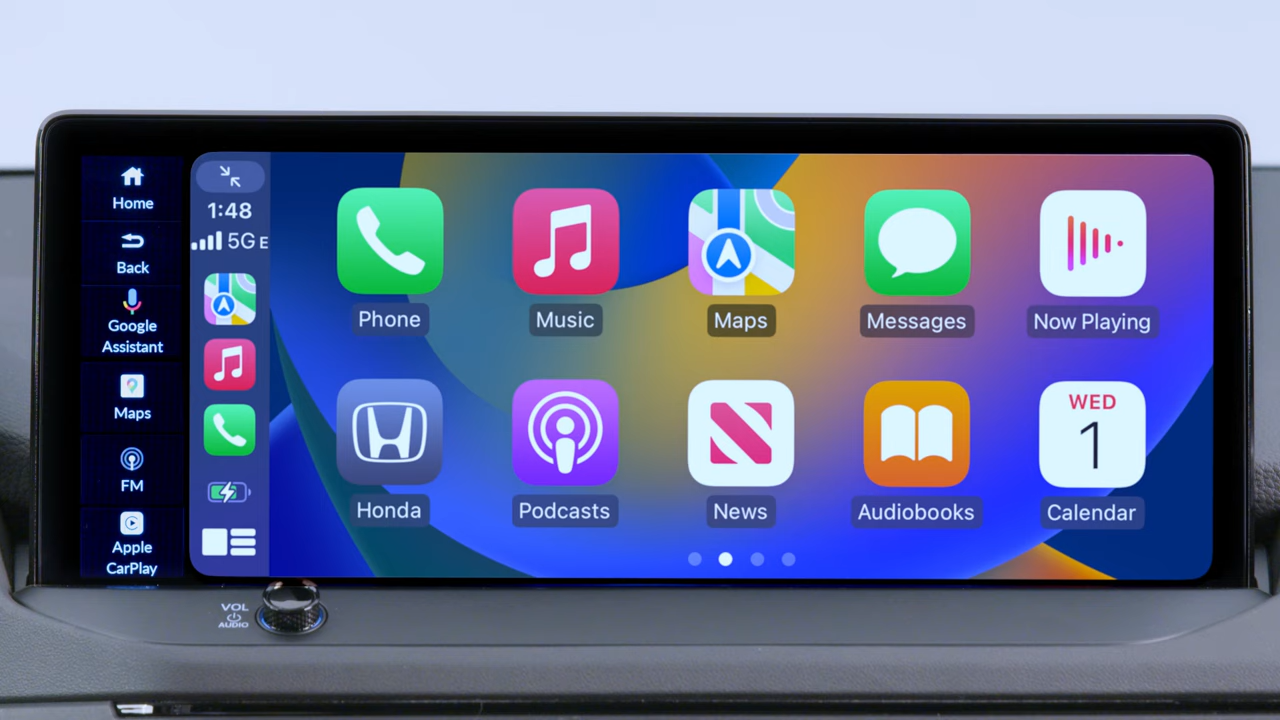 Home
Back
Google
Assistant
Maps
FM
Apple
CarPlay
1:48
5G E
Phone
Music
Maps
Messages
Now Playing
Honda
Podcasts
News
Audiobooks
WED
1
Calendar
VOL
AUDIO